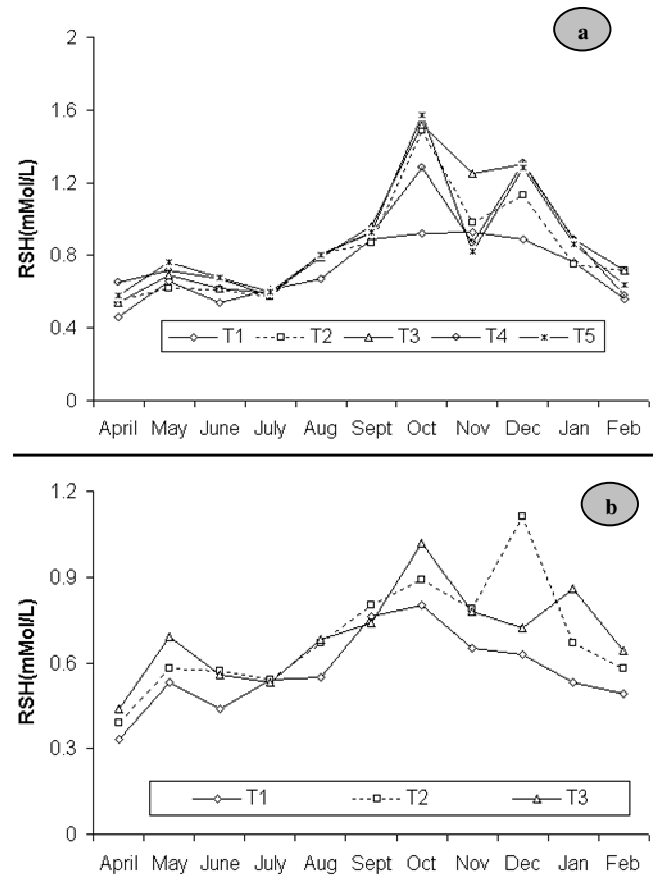 a
2
1.6
1.2
0.8
0.4
0
RSH(mMol/L)
T1 T2 T3 T4 T5
April May June July Aug Sept Oct Nov Dec Jan Feb
b
1.2
0.9
0.6
0.3
0
RSH(mMol/L)
T1 T2 T3
April May June July Aug Sept Oct Nov Dec Jan Feb